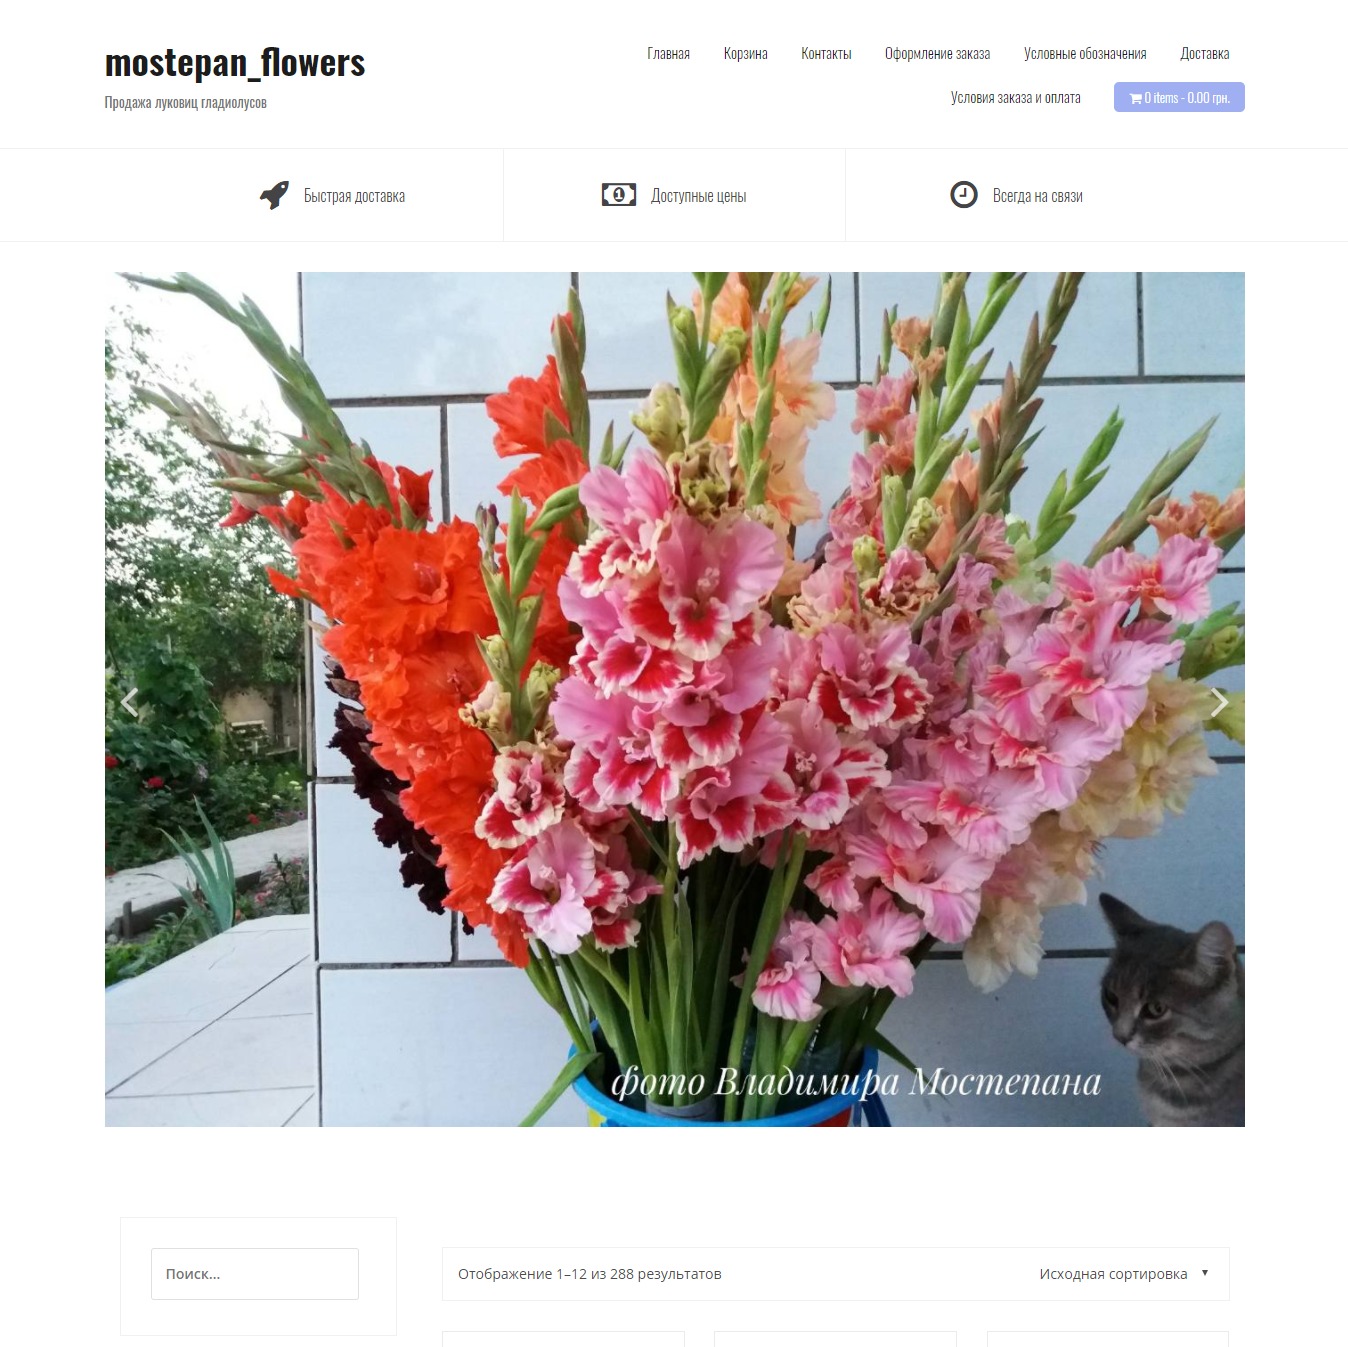 mostepan_flowers
Продажа луковиц гладиолусов
Главная Корзина Контакты Оформление заказа Условные обозначения Доставка
Условия заказа и оплата 0 items - 0.00 грн.
Быстрая доставка
Доступные цены
Всегда на связи
фото Владимира Мостепана
Поиск...
Отображение 1–12 из 288 результатов
Исходная сортировка